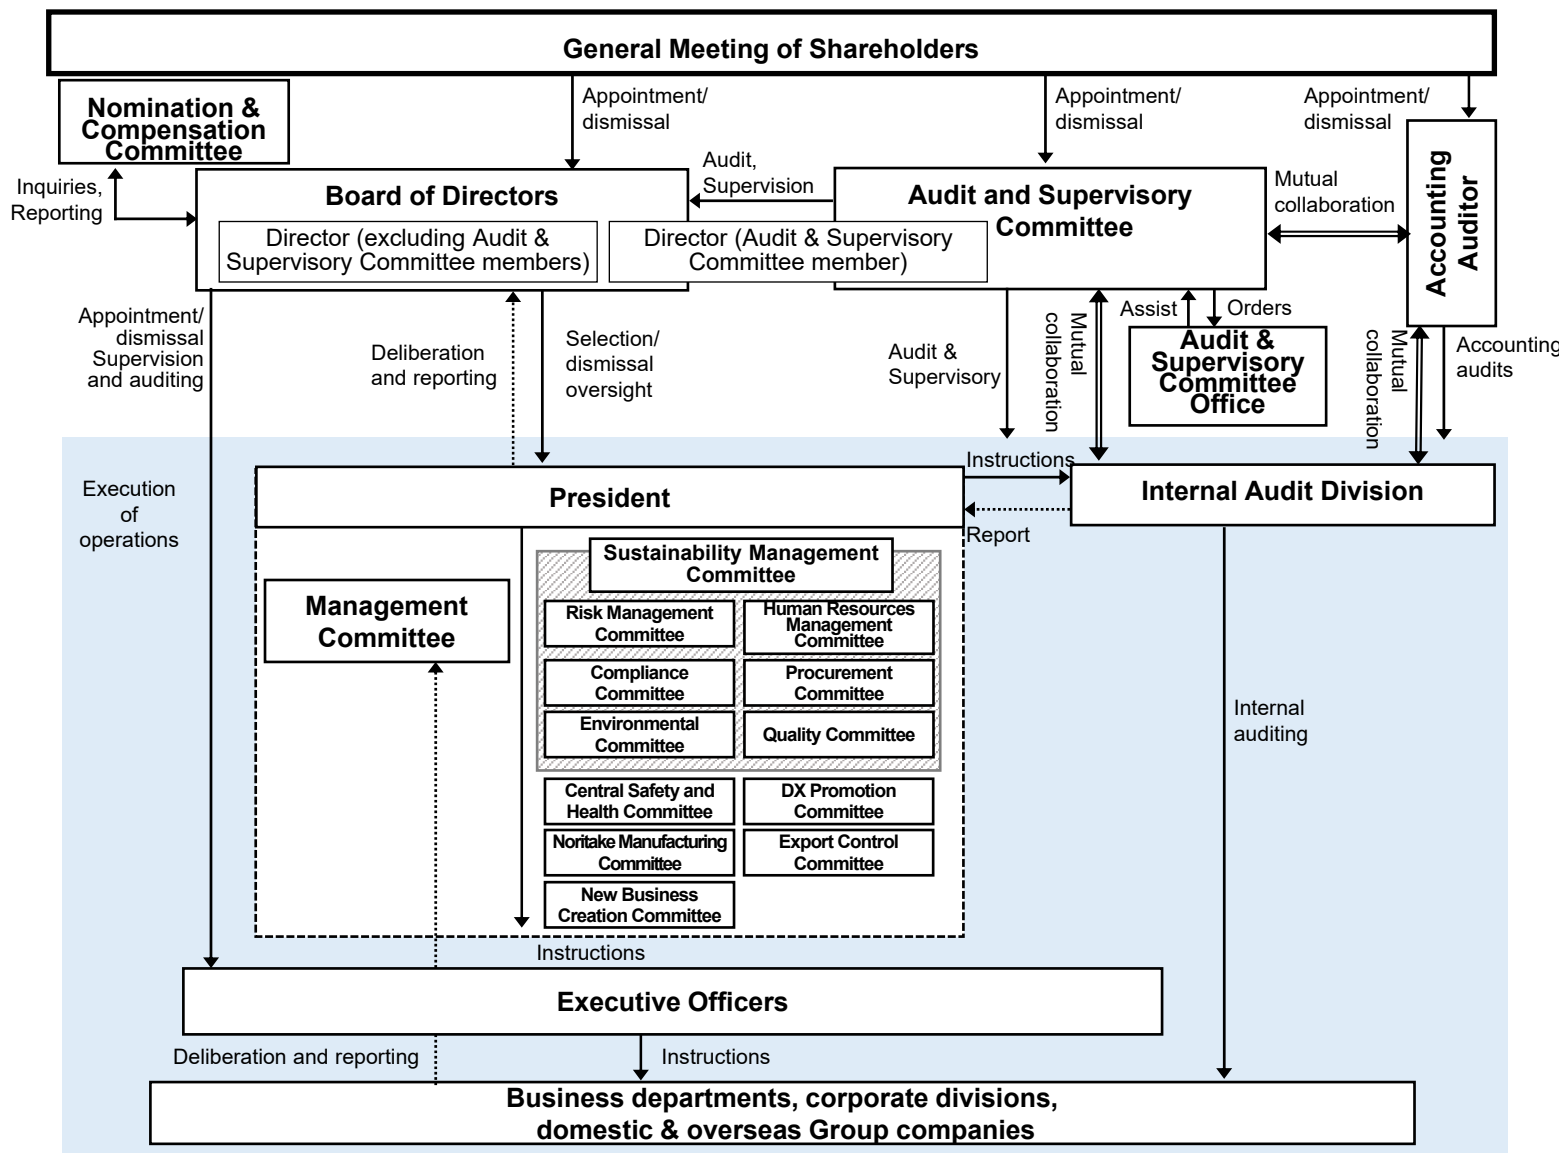 General Meeting of Shareholders
Nomination &
Compensation
Committee
Appointment/
dismissal
Appointment/
dismissal
Appointment/
dismissal
Inquiries,
Reporting
Board of Directors
Audit,
Supervision
Audit and Supervisory
Committee
Mutual
collaboration
Accounting
Auditor
Director (excluding Audit &
Supervisory Committee members)
Director (Audit & Supervisory
Committee member)
Appointment/
dismissal
Supervision
and auditing
Deliberation
and reporting
Selection/
dismissal
oversight
Audit &
Supervisory
Mutual
collaboration
Assist
Orders
Audit &
Supervisory
Committee
Office
Mutual
collaboration
Accounting
audits
Execution
of
operations
President
Instructions
Report
Internal Audit Division
Management
Committee
Sustainability Management
Committee
Risk Management
Committee
Human Resources
Management
Committee
Compliance
Committee
Procurement
Committee
Environmental
Committee
Quality Committee
Central Safety and
Health Committee
DX Promotion
Committee
Noritake Manufacturing
Committee
Export Control
Committee
New Business
Creation Committee
Internal
auditing
Instructions
Executive Officers
Deliberation and reporting
Instructions
Business departments, corporate divisions,
domestic & overseas Group companies